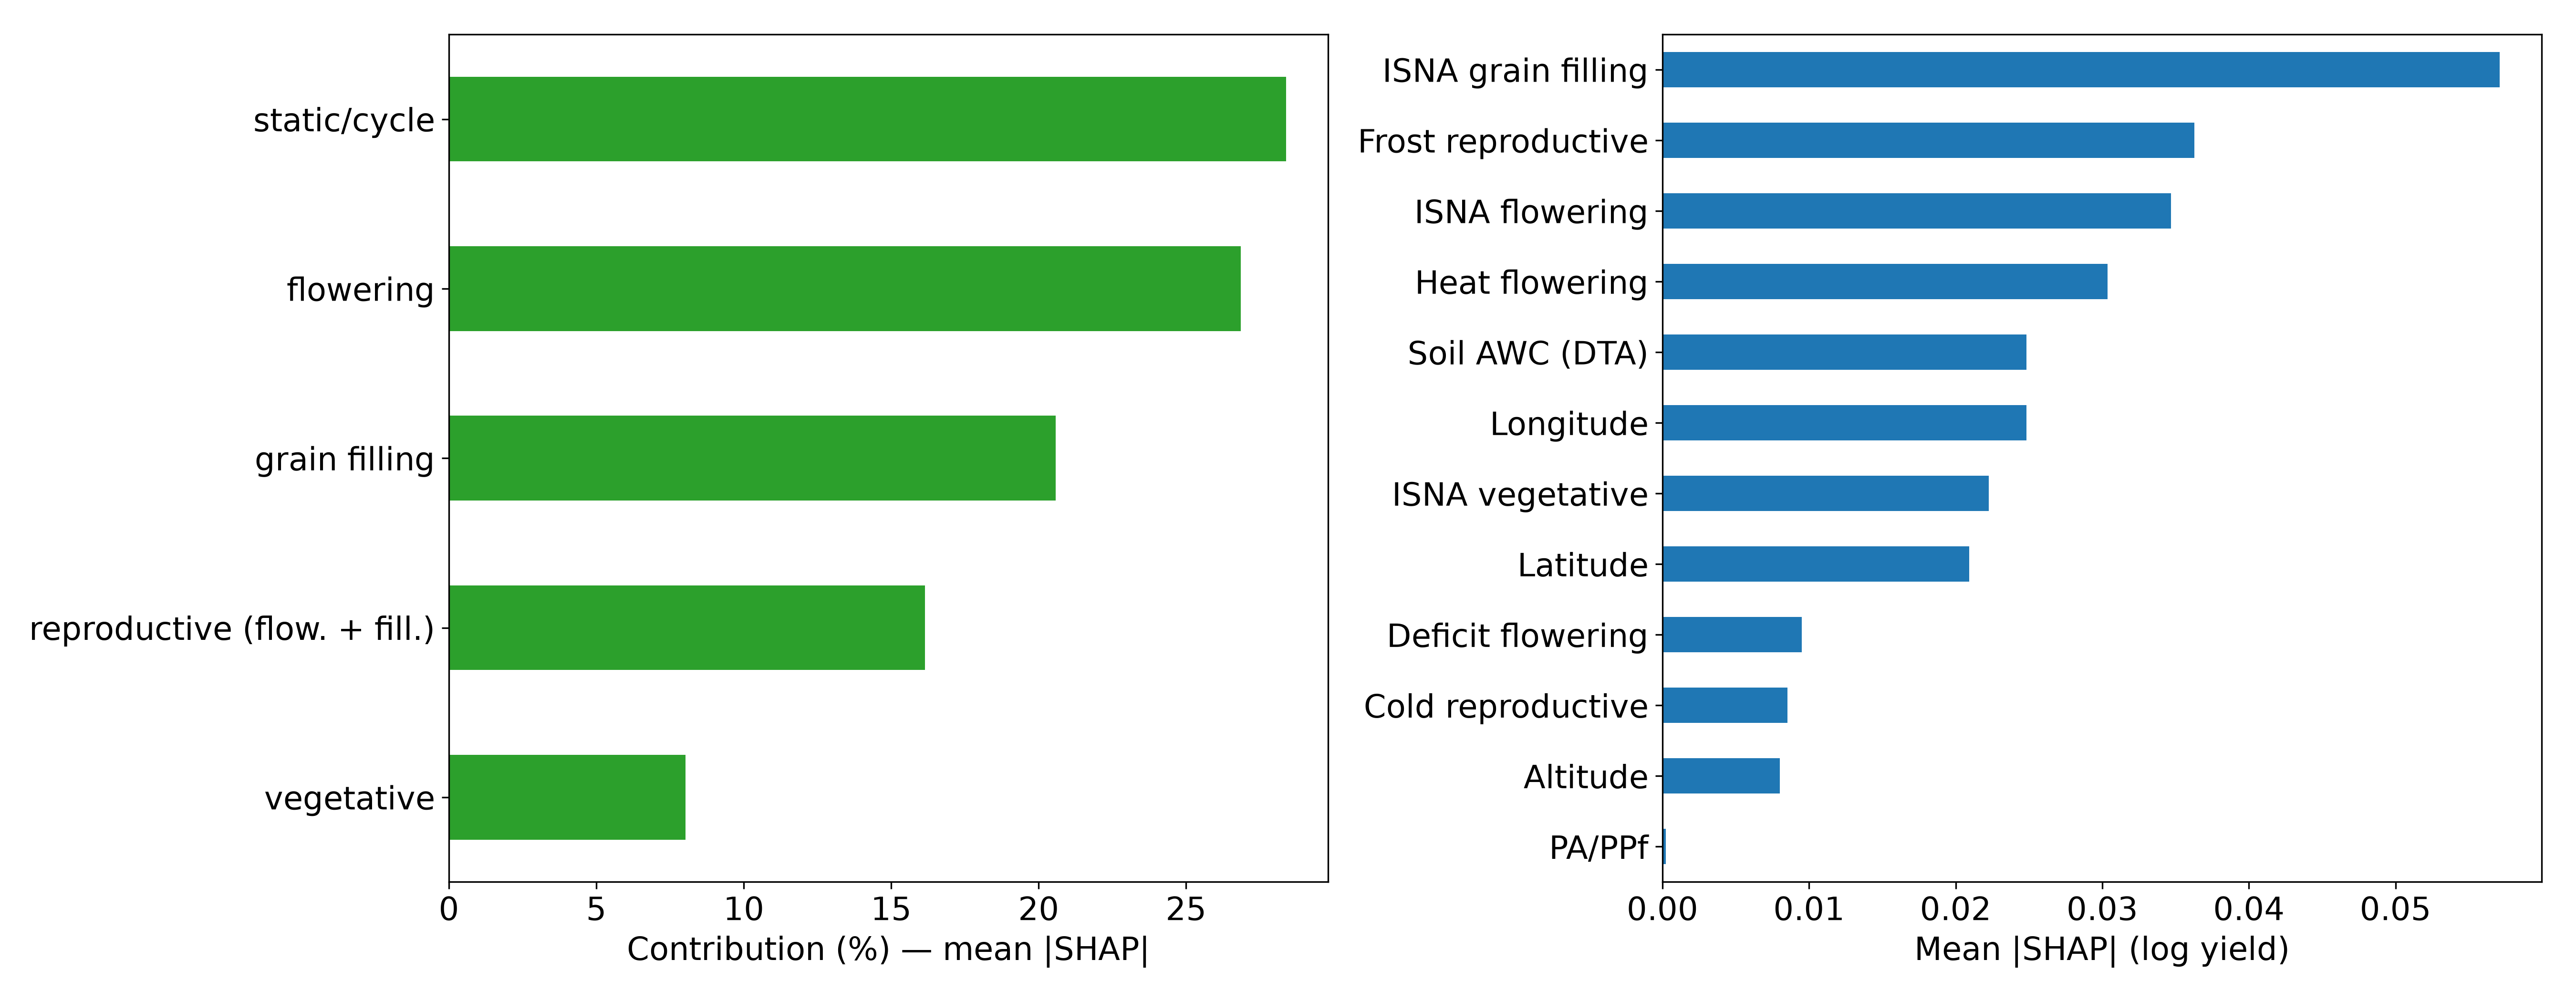 static/cycle
flowering
grain filling
reproductive (flow. + fill.)
vegetative
0 5 10 15 20 25
Contribution (%) — mean |SHAP|
ISNA grain filling
Frost reproductive
ISNA flowering
Heat flowering
Soil AWC (DTA)
Longitude
ISNA vegetative
Latitude
Deficit flowering
Cold reproductive
Altitude
PA/PPf
0.00 0.01 0.02 0.03 0.04 0.05
Mean |SHAP| (log yield)